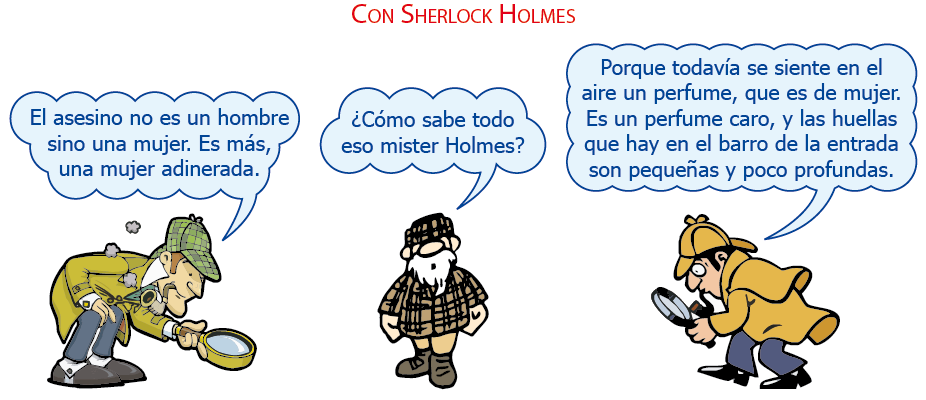 Con Sherlock Holmes
El asesino no es un hombre
sino una mujer. Es más,
una mujer adinerada.
¿Cómo sabe todo
eso mister Holmes?
Porque todavía se siente en el
aire un perfume, que es de mujer.
Es un perfume caro, y las huellas
que hay en el barro de la entrada
son pequeñas y poco profundas.